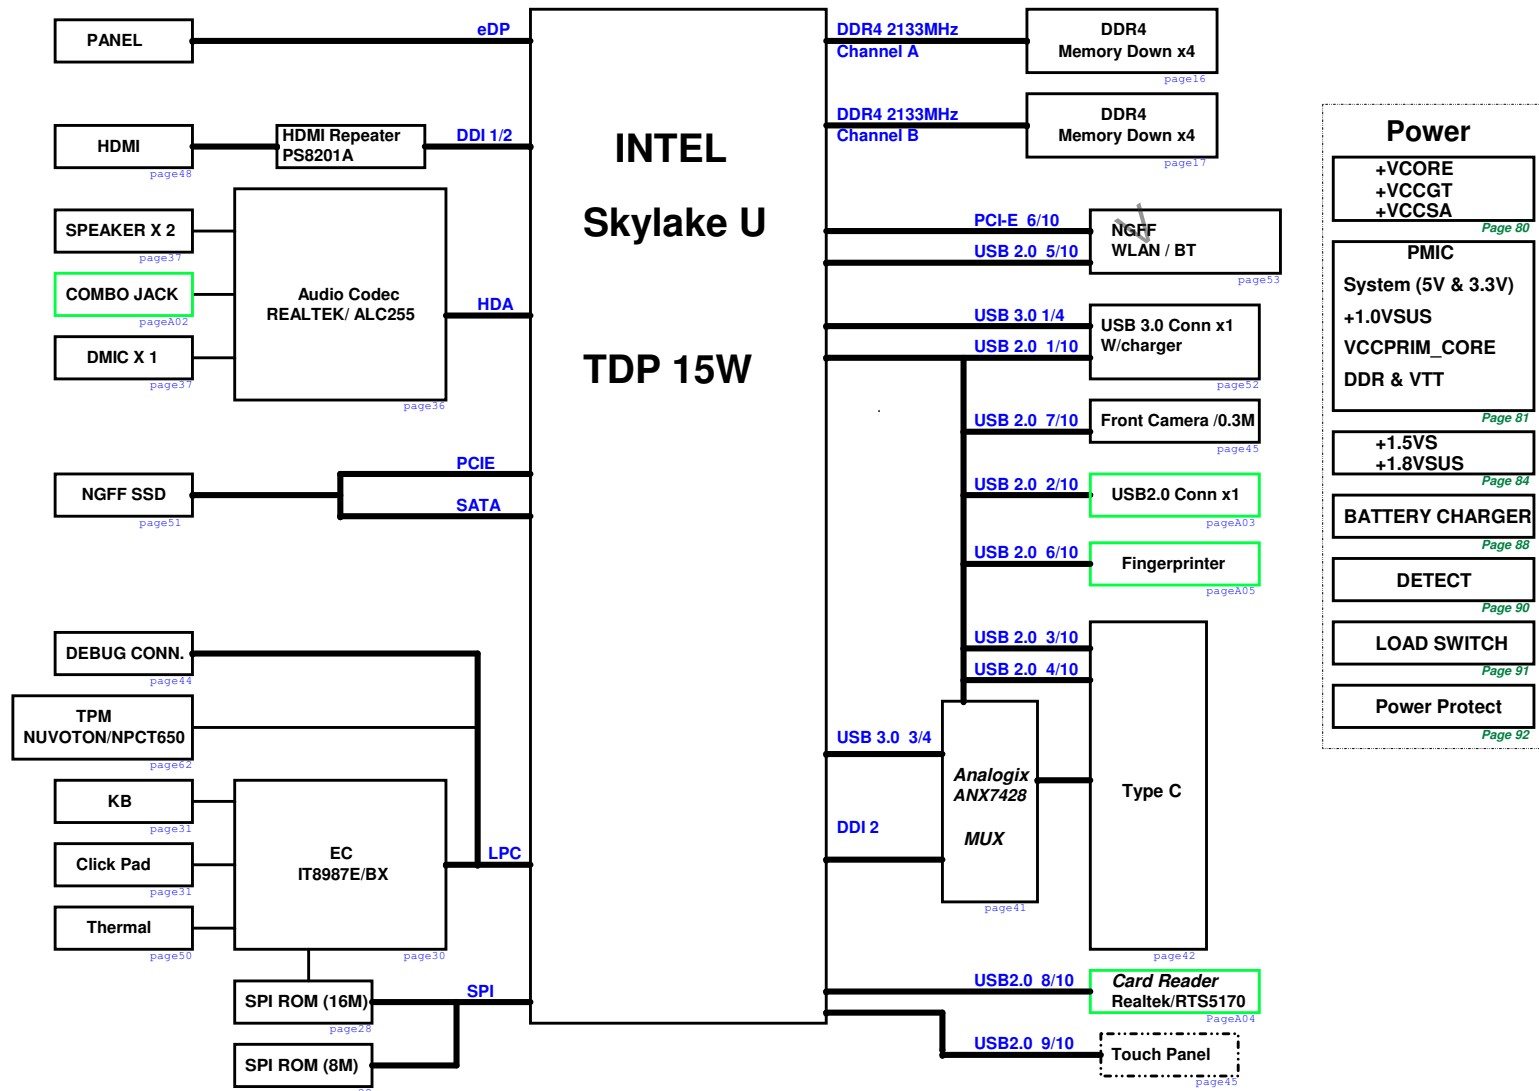 PANEL
eDP
HDMI
page48
HDMI Repeater
PS8201A
DDI 1/2
SPEAKER X 2
page37
COMBO JACK
pageA02
DMIC X 1
page37
Audio Codec
REALTEK/ ALC255
page36
HDA
NGFF SSD
page51
PCIE
SATA
DEBUG CONN.
page44
TPM
NUVOTON/NPCT650
page62
KB
page31
Click Pad
page31
Thermal
page50
EC
IT8987E/BX
page30
LPC
SPI ROM (16M)
page28
SPI
SPI ROM (8M)
INTEL
Skylake U
TDP 15W
DDR4 2133MHz
Channel A
DDR4
Memory Down x4
page16
DDR4 2133MHz
Channel B
DDR4
Memory Down x4
page17
PCI-E 6/10
USB 2.0 5/10
NGFF
WLAN / BT
V
page53
USB 3.0 1/4
USB 2.0 1/10
USB 3.0 Conn x1
W/charger
page52
USB 2.0 7/10
Front Camera /0.3M
page45
USB 2.0 2/10
USB2.0 Conn x1
pageA03
USB 2.0 6/10
Fingerprinter
pageA05
USB 2.0 3/10
USB 2.0 4/10
USB 3.0 3/4
DDI 2
Analogix
ANX7428
MUX
page41
Type C
page42
USB2.0 8/10
Card Reader
Realtek/RTS5170
PageA04
USB2.0 9/10
Touch Panel
page45
Power
+VCORE
+VCCGT
+VCCSA
Page 80
PMIC
System (5V & 3.3V)
+1.0VSUS
VCCPRIM_CORE
DDR & VTT
Page 81
+1.5VS
+1.8VSUS
Page 84
BATTERY CHARGER
Page 88
DETECT
Page 90
LOAD SWITCH
Page 91
Power Protect
Page 92